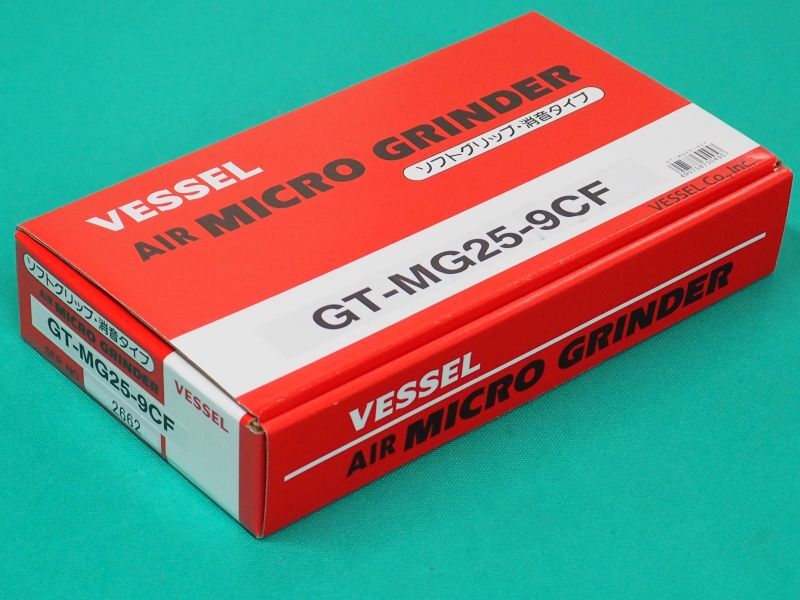 VESSEL
AIR MICRO GRINDER
ソフトグリップ・消音タイプ
GT-MG25-9CF
VESSEL Co., Inc.
ソフトグリップ・消音タイプ
AIR MICRO GRINDER
GT-MG25-9CF
SER.NO.
2662
VESSEL
VESSEL
AIR MICRO GRINDER